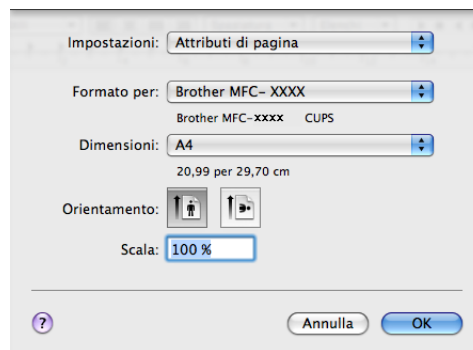 Impostazioni: Attributi di pagina
Formato per: Brother MFC- XXXX
Brother MFC-xxxx CUPS
Dimensioni: A4
20,99 per 29,70 cm
Orientamento:
Scala: 100 %
? Annulla OK